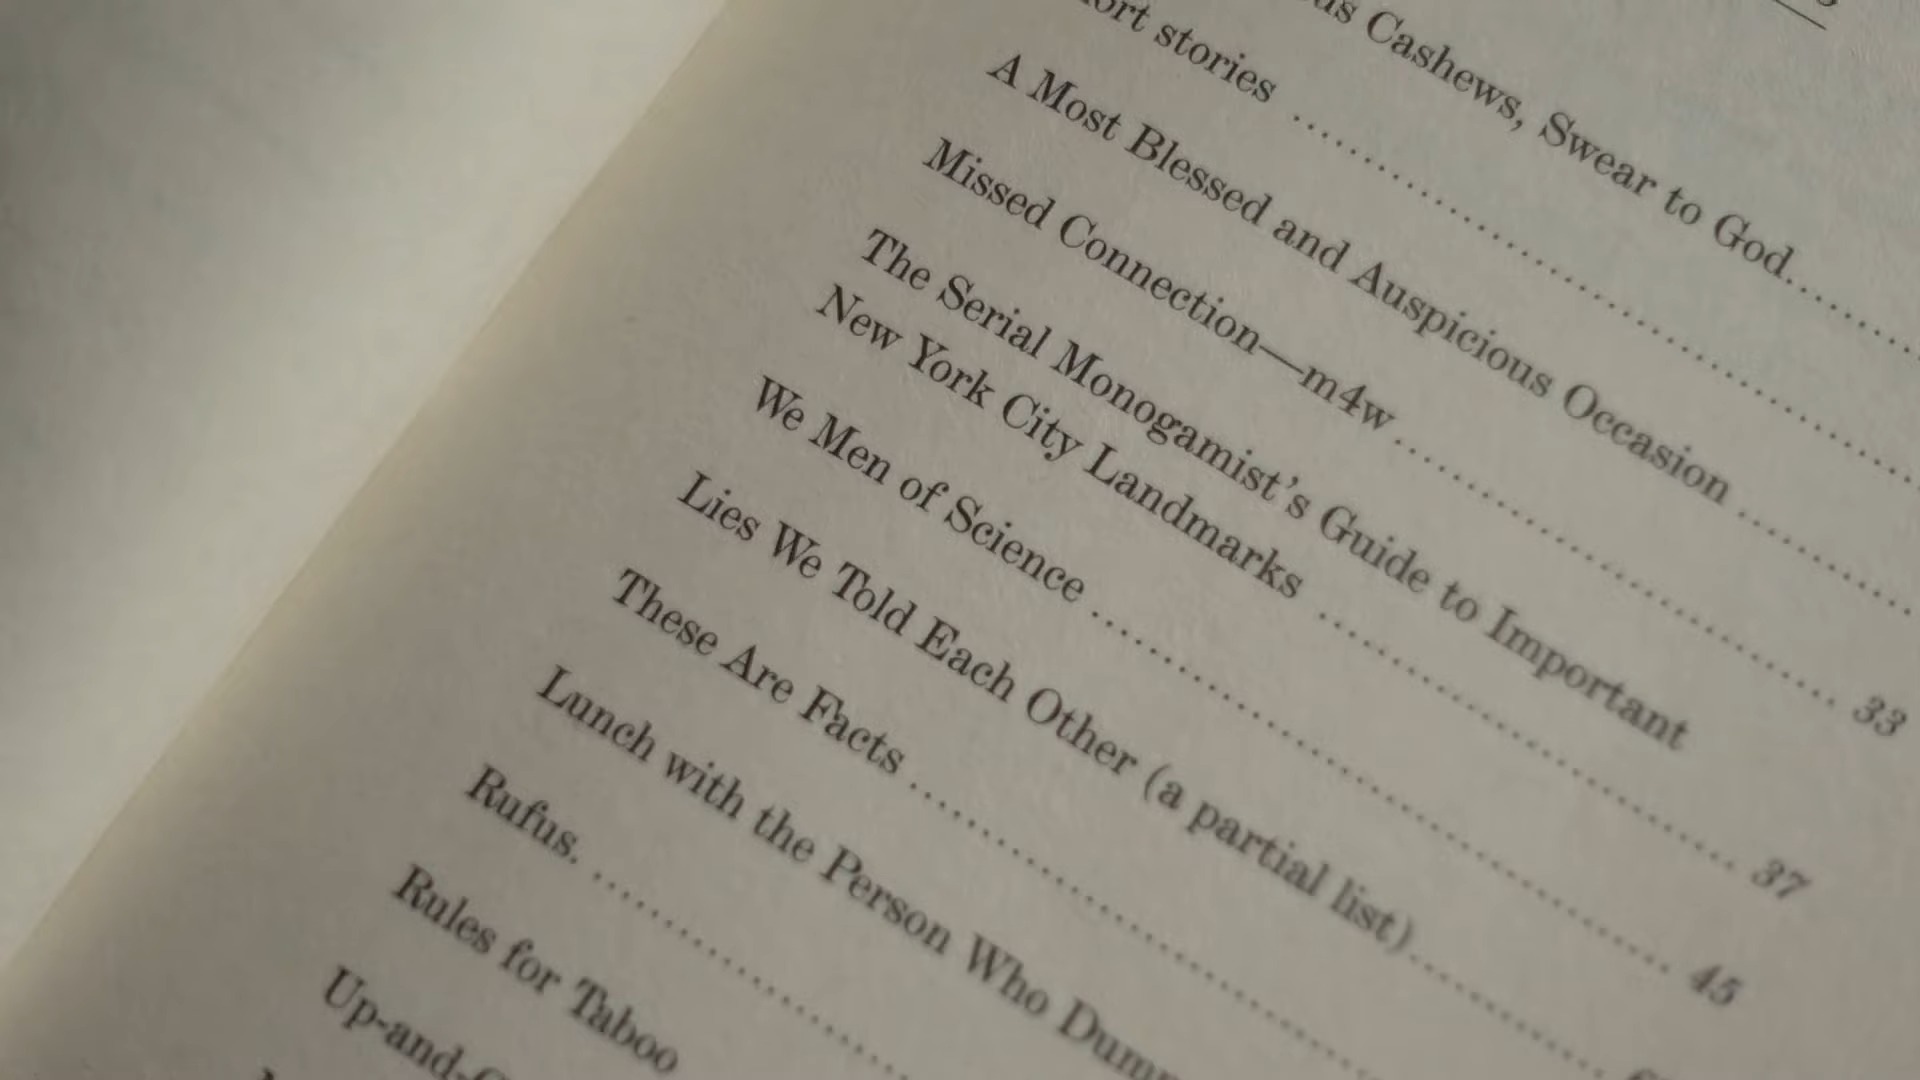 Cashews, Swear to God..........
stories ..............................
A Most Blessed and Auspicious Occasion ..........
Missed Connection—m4w .............................. 33
The Serial Monogamist’s Guide to Important
New York City Landmarks .............................. 37
We Men of Science ........................................ 45
Lies We Told Each Other (a partial list)...............
These Are Facts ........................................
Lunch with the Person Who
Rufus. ..............................
Rules for Taboo